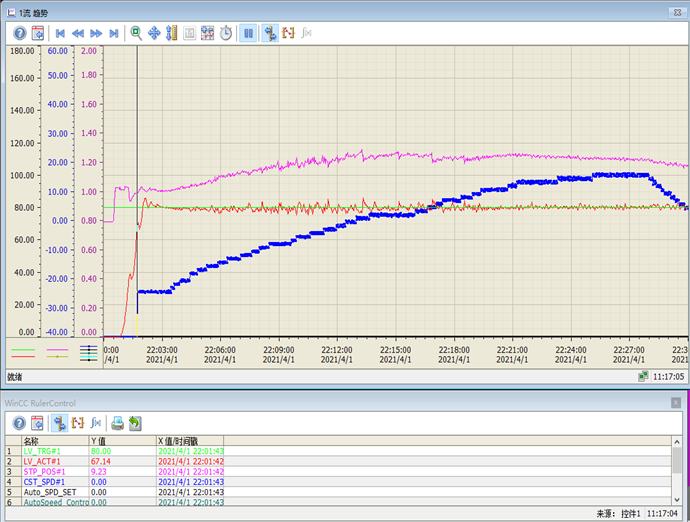 1流 趋势
180.00 60.00 2.00
160.00 50.00 1.80
140.00 40.00 1.60
120.00 30.00 1.40
100.00 20.00 1.20
80.00 10.00 1.00
60.00 0.00 0.80
40.00 -10.00 0.60
20.00 -20.00 0.40
0.00 -30.00 0.20
-40.00 0.00
0:00 22:03:00 22:06:00 22:09:00 22:12:00 22:15:00 22:18:00 22:21:00 22:24:00 22:27:00 22:3
/4/1 2021/4/1 2021/4/1 2021/4/1 2021/4/1 2021/4/1 2021/4/1 2021/4/1 2021/4/1 2021/4/1 2021
就绪 11:17:05
WinCC RulerControl
名称 Y 值 X 值/时间戳
1 LV_TRG#1 80.00 2021/4/1 22:01:43
2 LV_ACT#1 67.14 2021/4/1 22:01:42
3 STP_POS#1 9.23 2021/4/1 22:01:42
4 CST_SPD#1 0.00 2021/4/1 22:01:43
5 Auto_SPD_SET 0.00 2021/4/1 22:01:43
6 AutoSpeed_Contro 0.00 2021/4/1 22:01:43
来源: 控件1 11:17:04